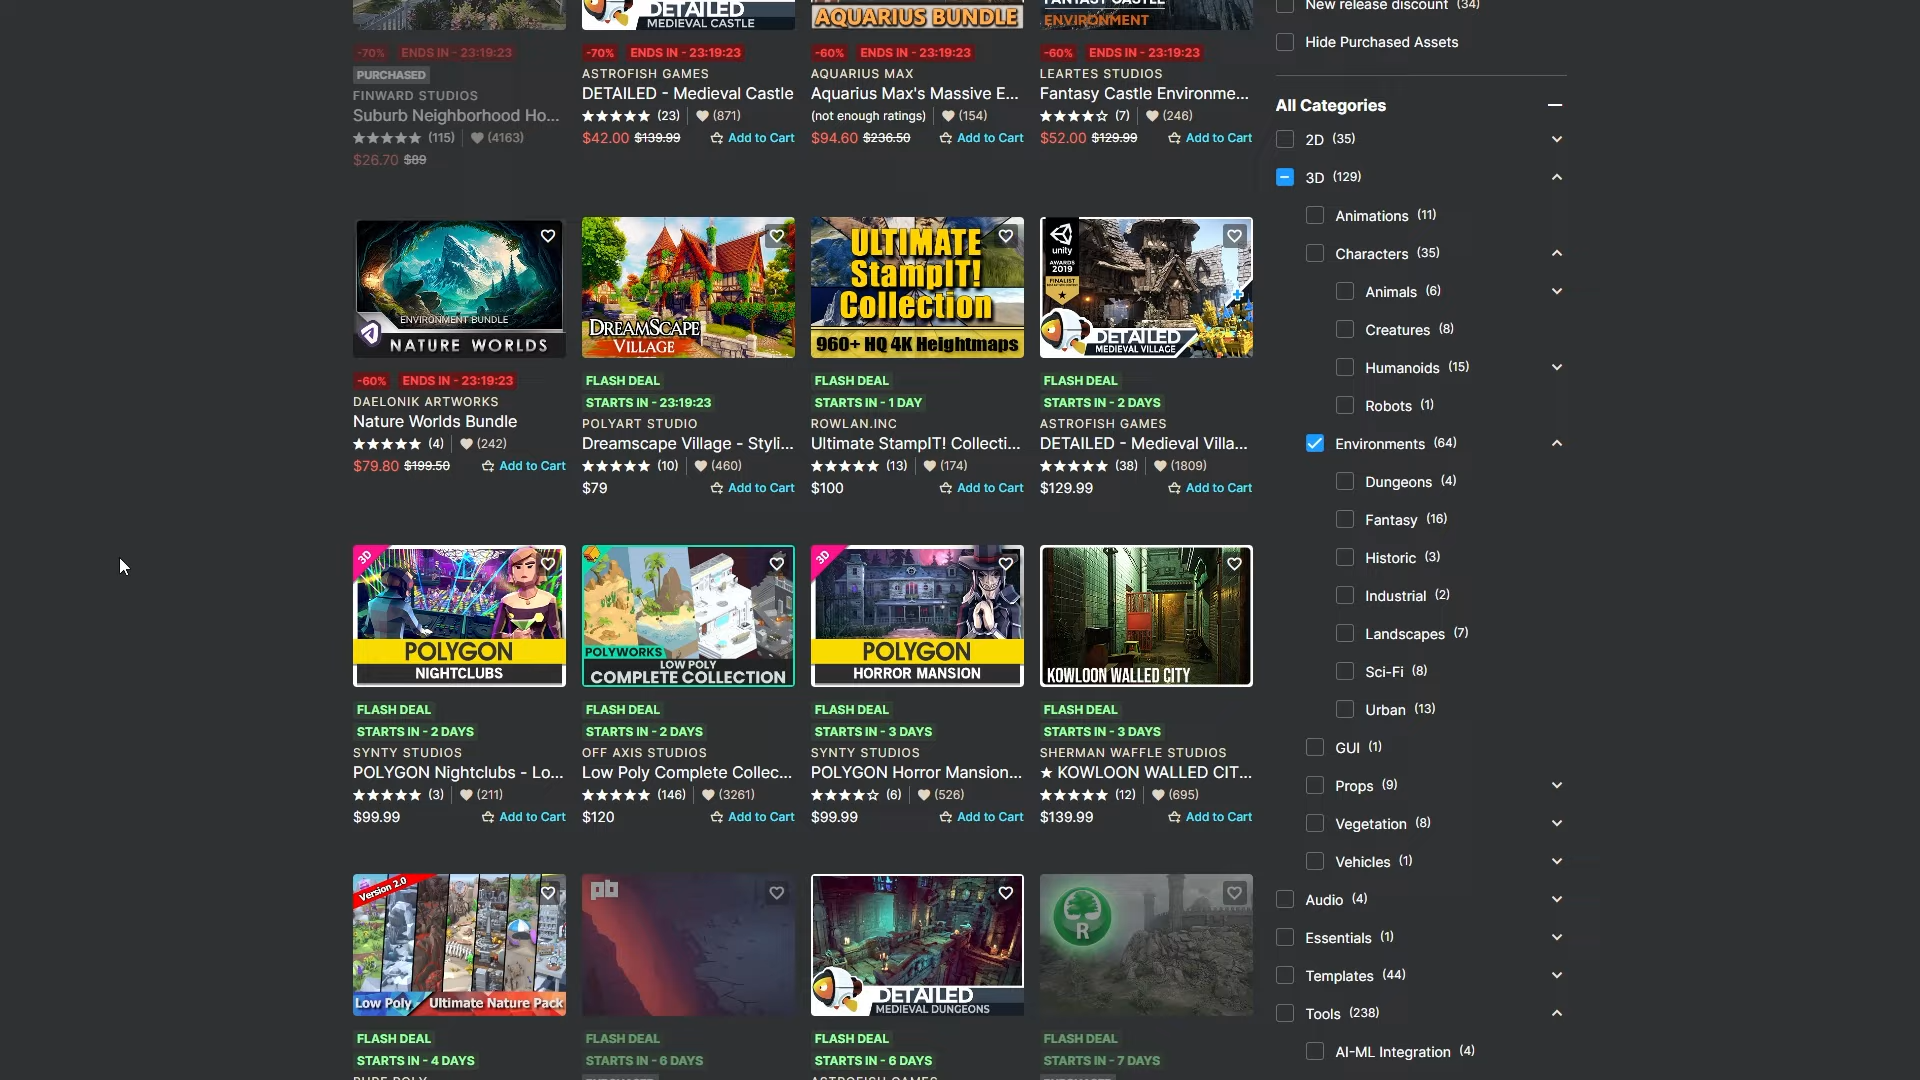 DETAILED
MEDIEVAL CASTLE
AQUARIUS BUNDLE
FANTASY CASTLE
ENVIRONMENT
New release discount (34)
Hide Purchased Assets
-70% ENDS IN - 23:19:23
PURCHASED
FINWARD STUDIOS
Suburb Neighborhood Ho...
(115) (4163)
$26.70 $89
-70% ENDS IN - 23:19:23
ASTROFISH GAMES
DETAILED - Medieval Castle
(23) (871)
$42.00 $139.99 Add to Cart
-60% ENDS IN - 23:19:23
AQUARIUS MAX
Aquarius Max's Massive E...
(not enough ratings) (154)
$94.60 $236.50 Add to Cart
-60% ENDS IN - 23:19:23
LEARTES STUDIOS
Fantasy Castle Environme...
(7) (246)
$52.00 $129.99 Add to Cart
ENVIRONMENT BUNDLE
NATURE WORLDS
-60% ENDS IN - 23:19:23
DAELONIK ARTWORKS
Nature Worlds Bundle
(4) (242)
$79.80 $199.50 Add to Cart
DREAMSCAPE
VILLAGE
FLASH DEAL
STARTS IN - 23:19:23
POLYART STUDIO
Dreamscape Village - Styli...
(10) (460)
$79 Add to Cart
ULTIMATE
StampIT!
Collection
960+ HQ 4K Heightmaps
FLASH DEAL
STARTS IN - 1 DAY
ROWLAN.INC
Ultimate StampIT! Collecti...
(13) (174)
$100 Add to Cart
unity
AWARDS
2019
FINALIST
DETAILED
MEDIEVAL VILLAGE
FLASH DEAL
STARTS IN - 2 DAYS
ASTROFISH GAMES
DETAILED - Medieval Villa...
(38) (1809)
$129.99 Add to Cart
3D
POLYGON
NIGHTCLUBS
FLASH DEAL
STARTS IN - 2 DAYS
SYNTY STUDIOS
POLYGON Nightclubs - Lo...
(3) (211)
$99.99 Add to Cart
POLYWORKS
LOW POLY
COMPLETE COLLECTION
FLASH DEAL
STARTS IN - 2 DAYS
OFF AXIS STUDIOS
Low Poly Complete Collec...
(146) (3261)
$120 Add to Cart
3D
POLYGON
HORROR MANSION
FLASH DEAL
STARTS IN - 3 DAYS
SYNTY STUDIOS
POLYGON Horror Mansion...
(6) (526)
$99.99 Add to Cart
KOWLOON WALLED CITY
FLASH DEAL
STARTS IN - 3 DAYS
SHERMAN WAFFLE STUDIOS
★ KOWLOON WALLED CIT...
(12) (695)
$139.99 Add to Cart
Version 2.0
Low Poly Ultimate Nature Pack
FLASH DEAL
STARTS IN - 4 DAYS
PURE POLY
pb
FLASH DEAL
STARTS IN - 6 DAYS
PURCHASED
DETAILED
MEDIEVAL DUNGEONS
FLASH DEAL
STARTS IN - 6 DAYS
ASTROFISH GAMES
R
FLASH DEAL
STARTS IN - 7 DAYS
PURCHASED
All Categories
2D (35)
3D (129)
Animations (11)
Characters (35)
Animals (6)
Creatures (8)
Humanoids (15)
Robots (1)
Environments (64)
Dungeons (4)
Fantasy (16)
Historic (3)
Industrial (2)
Landscapes (7)
Sci-Fi (8)
Urban (13)
GUI (1)
Props (9)
Vegetation (8)
Vehicles (1)
Audio (4)
Essentials (1)
Templates (44)
Tools (238)
AI-ML Integration (4)